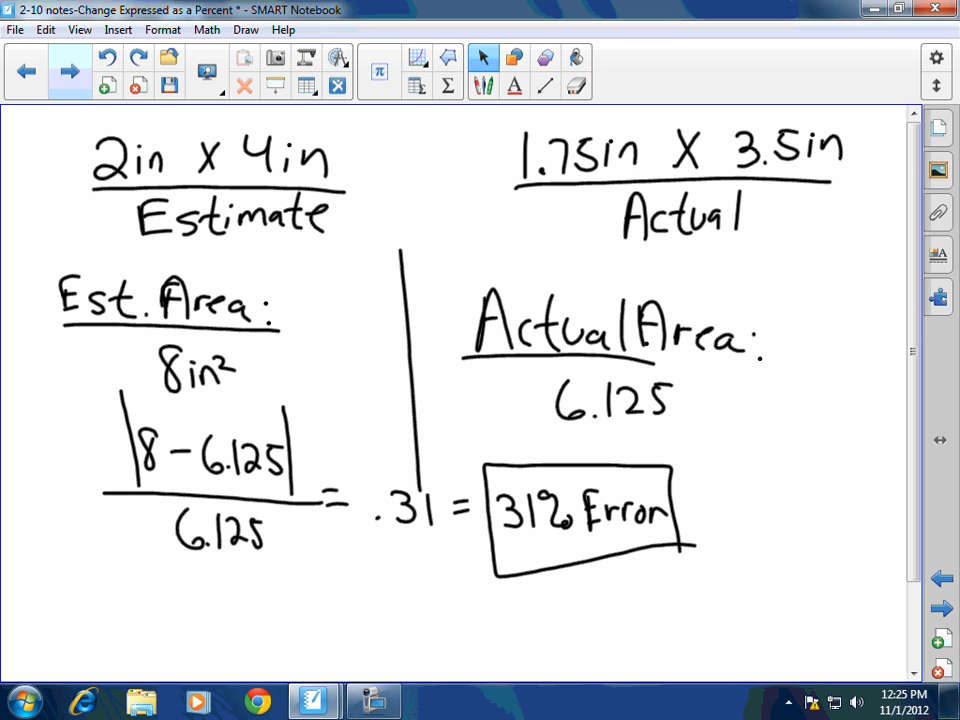 2-10 notes-Change Expressed as a Percent * - SMART Notebook
File Edit View Insert Format Math Draw Help
2in X 4in
Estimate
1.75in X 3.5in
Actual
Est. Area:
8in²
Actual Area:
6.125
|8 - 6.125|
6.125
= .31 = 31% Error
12:25 PM
11/1/2012